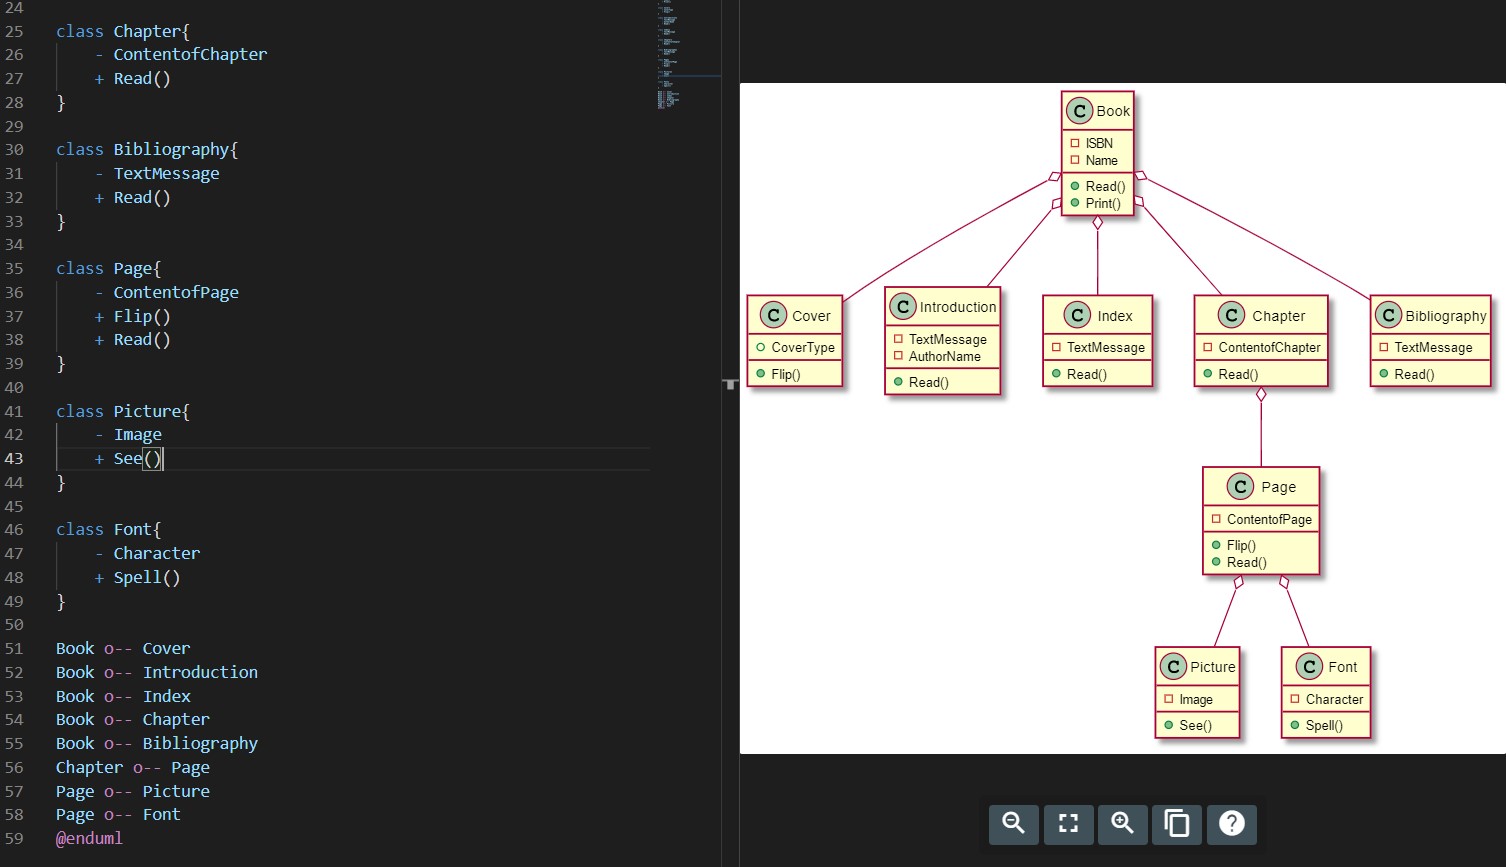 24
25 class Chapter{
26 - ContentofChapter
27 + Read()
28 }
29
30 class Bibliography{
31 - TextMessage
32 + Read()
33 }
34
35 class Page{
36 - ContentofPage
37 + Flip()
38 + Read()
39 }
40
41 class Picture{
42 - Image
43 + See()
44 }
45
46 class Font{
47 - Character
48 + Spell()
49 }
50
51 Book o-- Cover
52 Book o-- Introduction
53 Book o-- Index
54 Book o-- Chapter
55 Book o-- Bibliography
56 Chapter o-- Page
57 Page o-- Picture
58 Page o-- Font
59 @enduml
C Book
ISBN
Name
Read()
Print()
C Cover
CoverType
Flip()
C Introduction
TextMessage
AuthorName
Read()
C Index
TextMessage
Read()
C Chapter
ContentofChapter
Read()
C Bibliography
TextMessage
Read()
C Page
ContentofPage
Flip()
Read()
C Picture
Image
See()
C Font
Character
Spell()
?